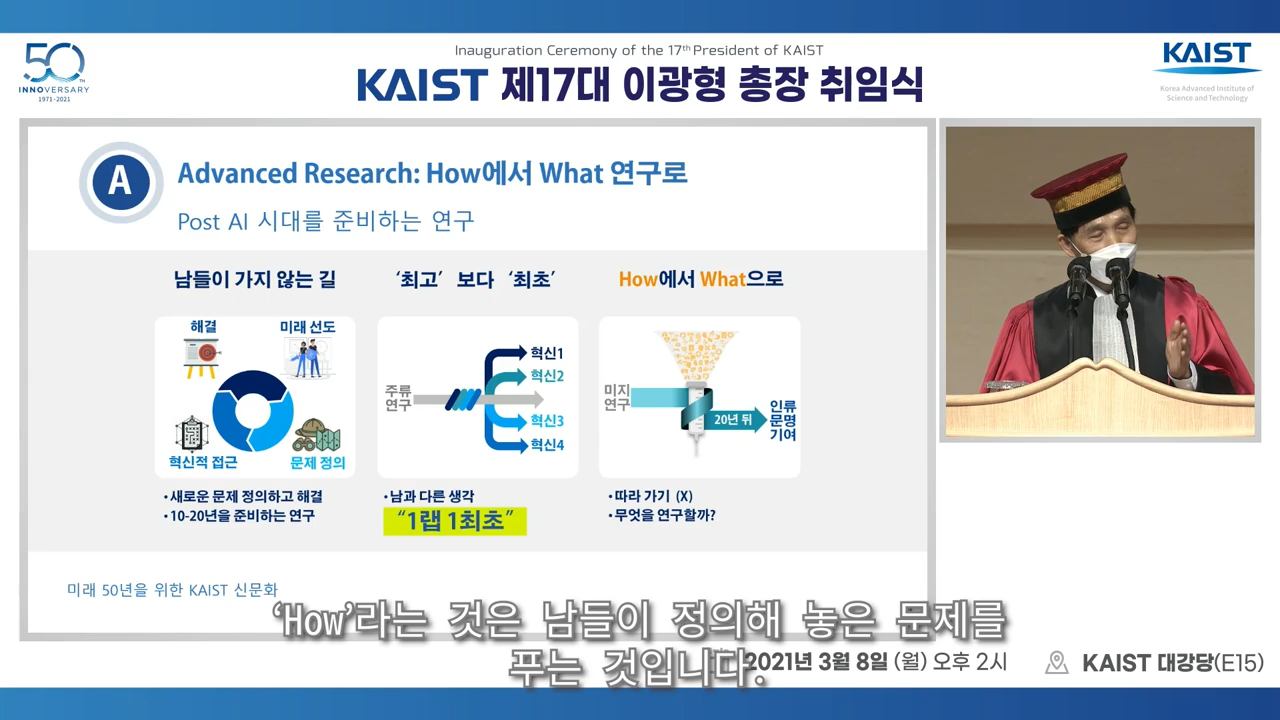 50TH
INNOVERSARY
1971-2021
Inauguration Ceremony of the 17th President of KAIST
KAIST 제17대 이광형 총장 취임식
KAIST
Korea Advanced Institute of
Science and Technology
A
Advanced Research: How에서 What 연구로
Post AI 시대를 준비하는 연구
남들이 가지 않는 길
해결
미래 선도
혁신적 접근
문제 정의
•새로운 문제 정의하고 해결
•10-20년을 준비하는 연구
‘최고’ 보다 ‘최초’
주류
연구
혁신1
혁신2
혁신3
혁신4
•남과 다른 생각
“1랩 1최초”
How에서 What으로
미지
연구
20년 뒤
인류
문명
기여
•따라 가기 (X)
•무엇을 연구할까?
미래 50년을 위한 KAIST 신문화
‘How’라는 것은 남들이 정의해 놓은 문제를
푸는 것입니다.
2021년 3월 8일 (월) 오후 2시
KAIST 대강당(E15)